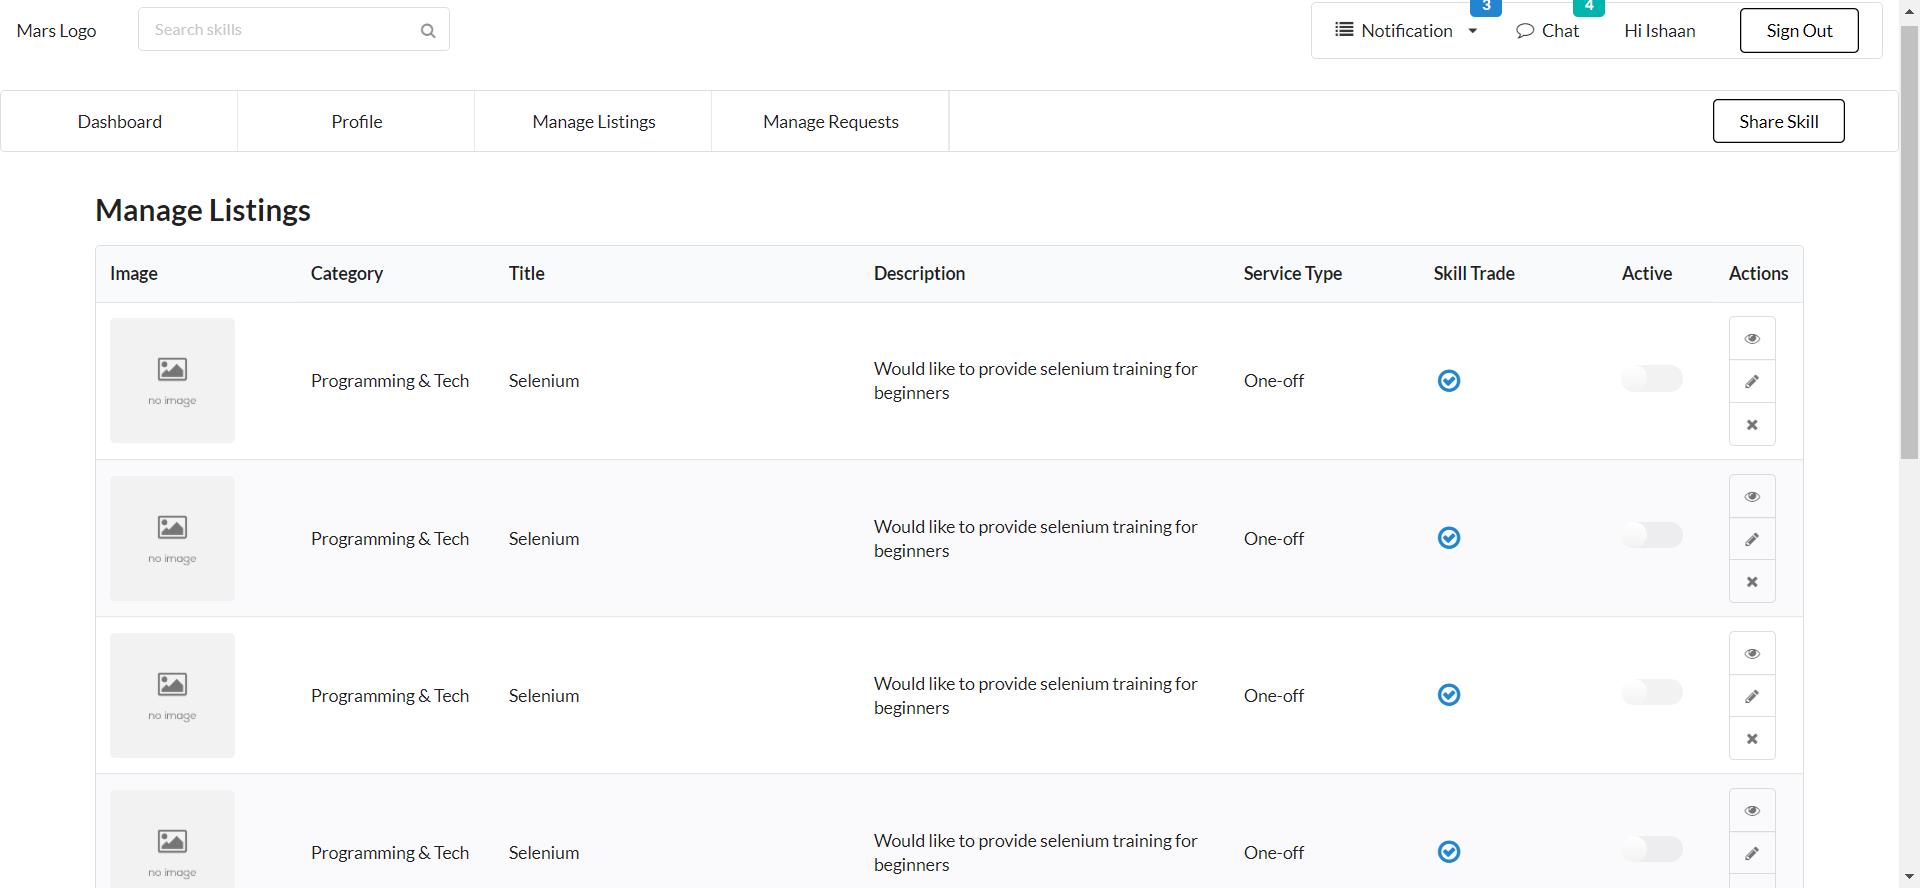 Mars Logo
Search skills
3
4
Notification
Chat
Hi Ishaan
Sign Out
Dashboard
Profile
Manage Listings
Manage Requests
Share Skill
Manage Listings
Image
Category
Title
Description
Service Type
Skill Trade
Active
Actions
no image
Programming & Tech
Selenium
Would like to provide selenium training for
beginners
One-off
no image
Programming & Tech
Selenium
Would like to provide selenium training for
beginners
One-off
no image
Programming & Tech
Selenium
Would like to provide selenium training for
beginners
One-off
no image
Programming & Tech
Selenium
Would like to provide selenium training for
beginners
One-off